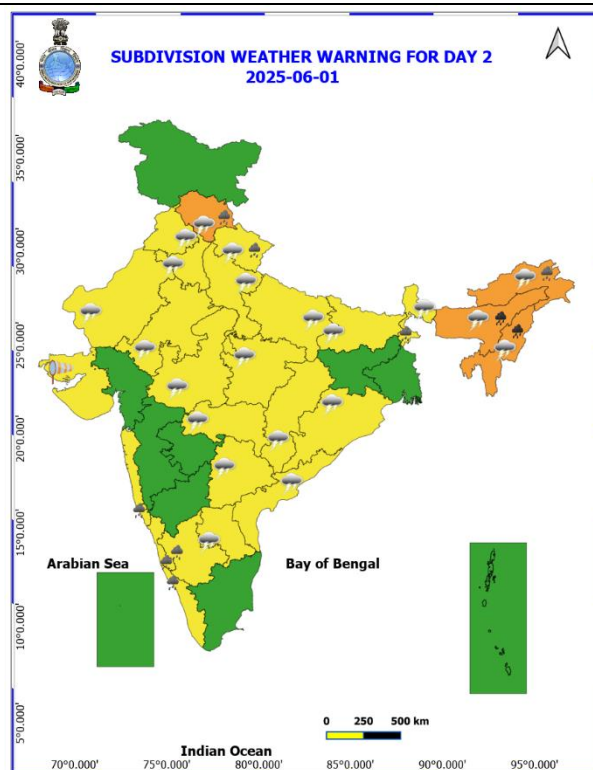 SUBDIVISION WEATHER WARNING FOR DAY 2
2025-06-01
40°0.000'
35°0.000'
30°0.000'
25°0.000'
20°0.000'
15°0.000'
10°0.000'
5°0.000'
Arabian Sea
Bay of Bengal
0 250 500 km
Indian Ocean
70°0.000' 75°0.000' 80°0.000' 85°0.000' 90°0.000' 95°0.000'